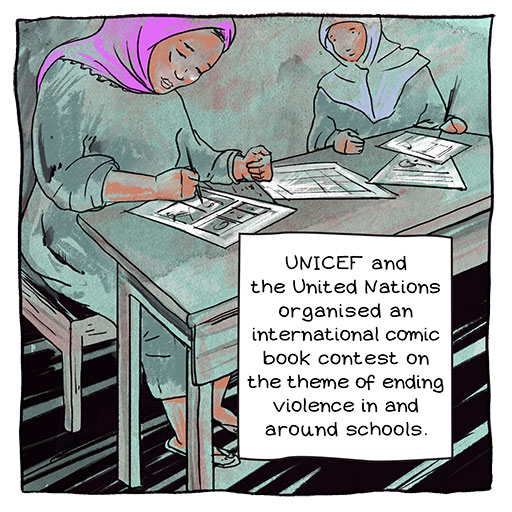 UNICEF and
the United Nations
organised an
international comic
book contest on
the theme of ending
violence in and
around schools.